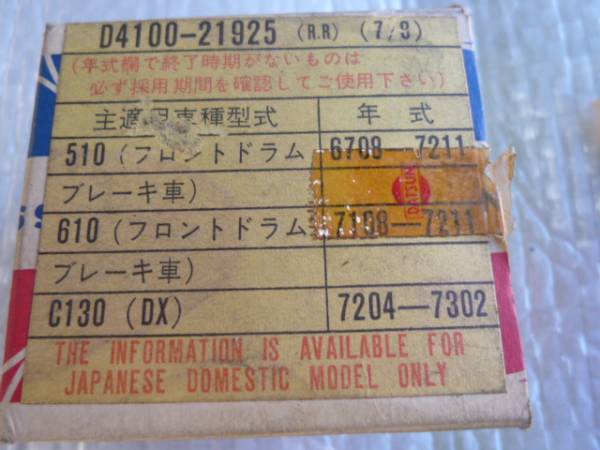 D4100-21925 (R.R) (7/8)
(年式欄で終了時期がないものは
必ず採用期間を確認してご使用下さい)
主適用車種型式 年式
510 (フロントドラム 6708—7211
ブレーキ車)
610 (フロントドラム 7108—7211
ブレーキ車)
DATSUN
C130 (DX) 7204—7302
THE INFORMATION IS AVAILABLE FOR
JAPANESE DOMESTIC MODEL ONLY